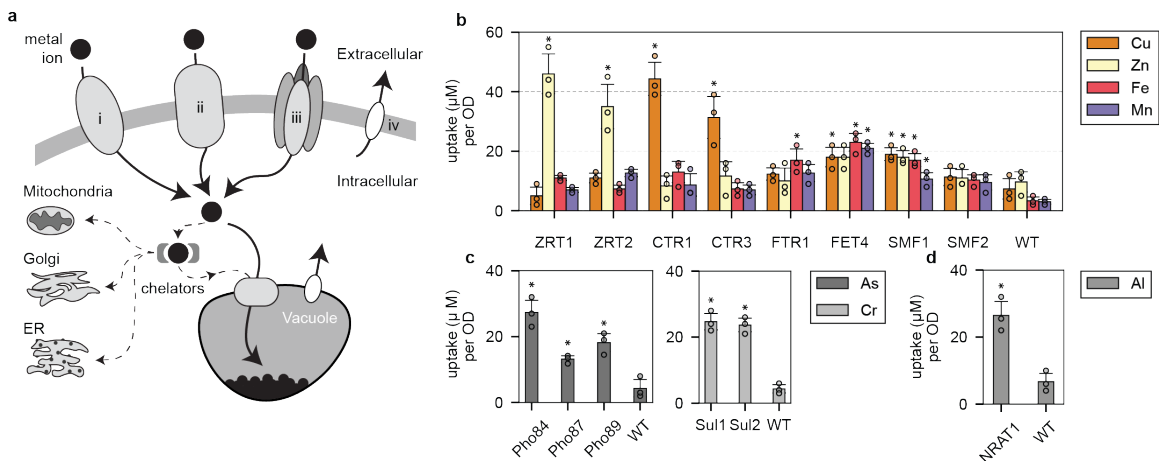 a
metal
ion
i
ii
iii
iv
Extracellular
Intracellular
Mitochondria
Golgi
ER
chelators
Vacuole
b
uptake (µM)
per OD
60
40
20
0
* * * * * * * * * * * *
ZRT1 ZRT2 CTR1 CTR3 FTR1 FET4 SMF1 SMF2 WT
Cu
Zn
Fe
Mn
c
uptake (µ M)
per OD
40
20
0
* * *
Pho84 Pho87 Pho89 WT
40
20
0
* *
Sul1 Sul2 WT
As
Cr
d
uptake (µ M)
per OD
40
20
0
*
NRAT1 WT
Al